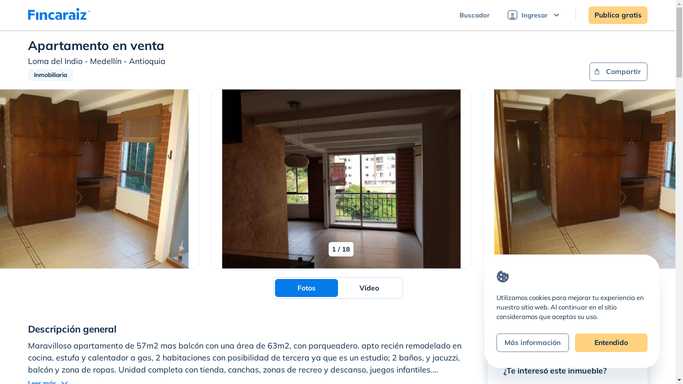 Fincaraiz
Buscador
Ingresar
Publica gratis
Apartamento en venta
Loma del Indio - Medellín - Antioquia
Inmobiliaria
Compartir
1 / 18
Fotos
Video
Utilizamos cookies para mejorar tu experiencia en
nuestro sitio web. Al continuar en el sitio
consideramos que aceptas su uso.
Más información
Entendido
Descripción general
Maravilloso apartamento de 57m2 mas balcón con una área de 63m2, con porqueadero, apto recién remodelado en
cocina, estufa y calentador a gas, 2 habitaciones con posibilidad de tercera ya que es un estudio; 2 baños, y jacuzzi,
balcón y zona de ropas. Unidad completa con tienda, canchas, zonas de recreo y descanso, juegos infantiles....
Leer más
¿Te interesó este inmueble?